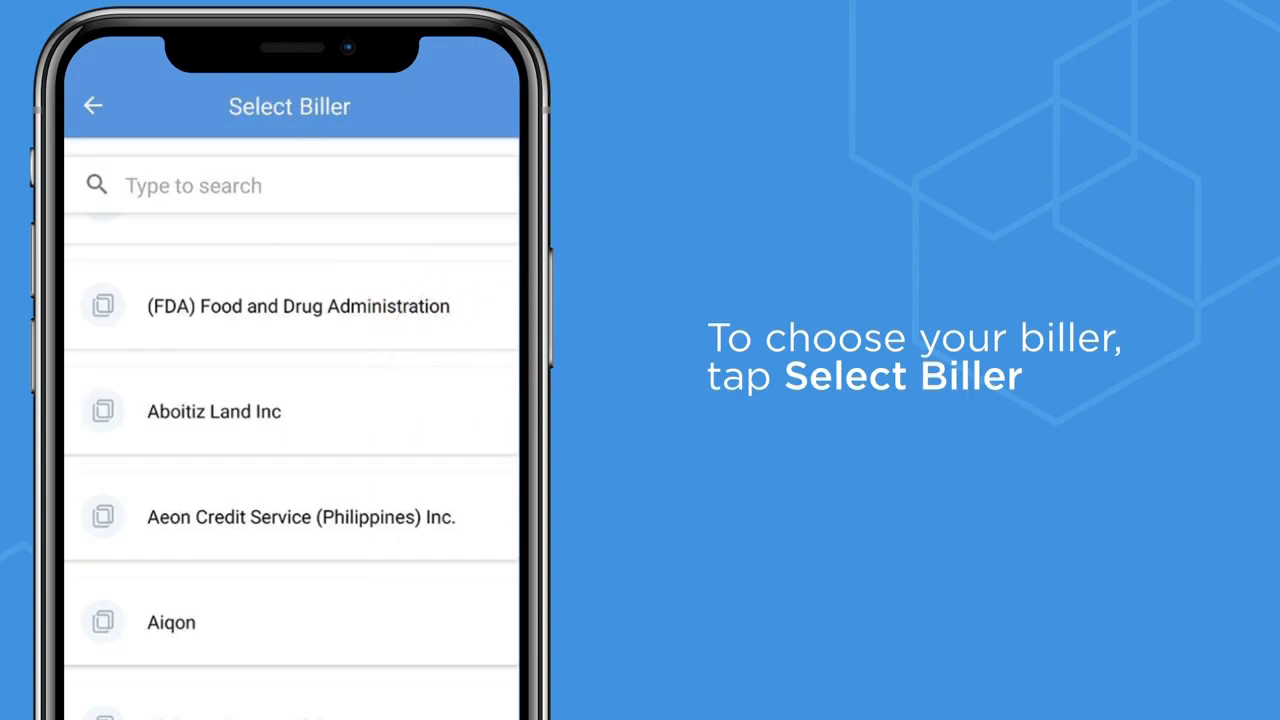 Select Biller
Type to search
(FDA) Food and Drug Administration
Aboitiz Land Inc
Aeon Credit Service (Philippines) Inc.
Aiqon
To choose your biller,
tap Select Biller